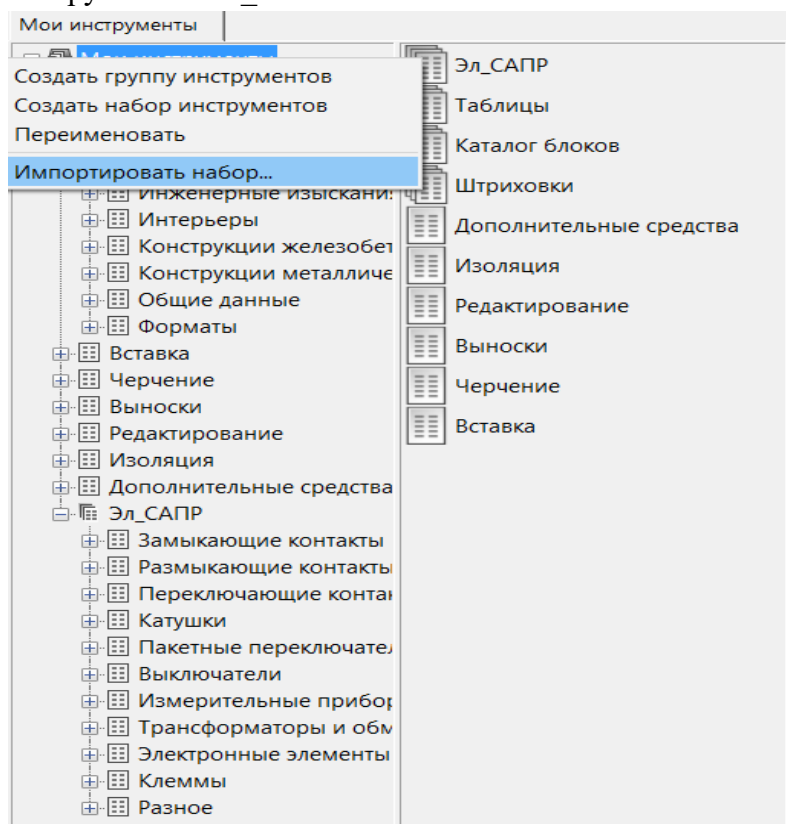 Мои инструменты
Создать группу инструментов
Создать набор инструментов
Переименовать
Импортировать набор...
Интерьеры
Конструкции железобет
Конструкции металличе
Общие данные
Форматы
Вставка
Черчение
Выноски
Редактирование
Изоляция
Дополнительные средства
Эл_САПР
Замыкающие контакты
Размыкающие контакты
Переключающие контак
Катушки
Пакетные переключател
Выключатели
Измерительные прибор
Трансформаторы и обм
Электронные элементы
Клеммы
Разное
Эл_САПР
Таблицы
Каталог блоков
Штриховки
Дополнительные средства
Изоляция
Редактирование
Выноски
Черчение
Вставка